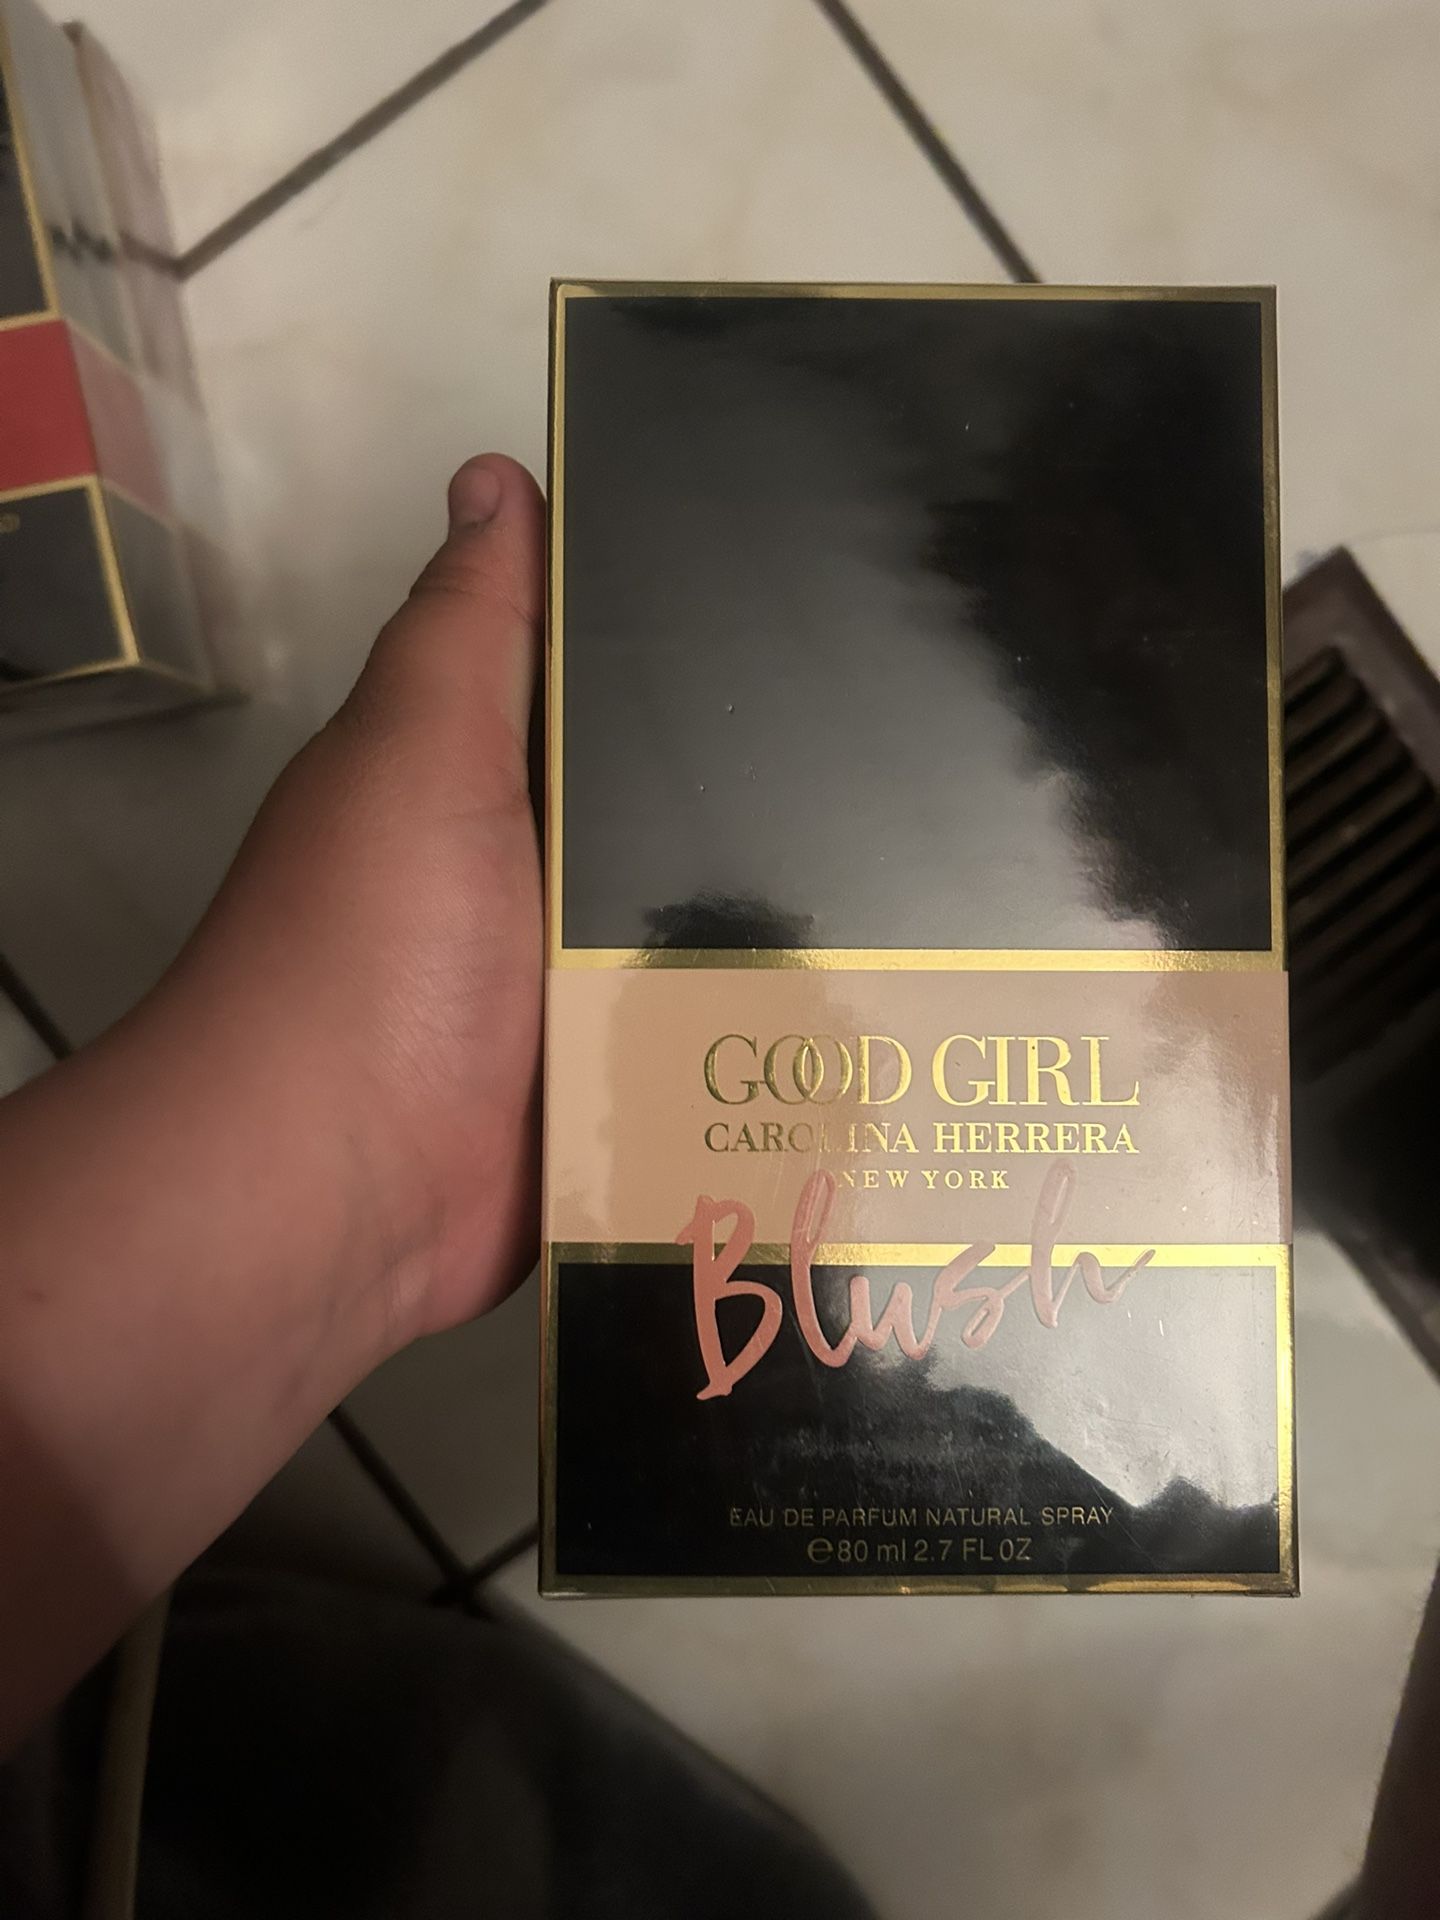 GOOD GIRL
CAROLINA HERRERA
NEW YORK
Blush
EAU DE PARFUM NATURAL SPRAY
℮80 ml 2.7 FL OZ